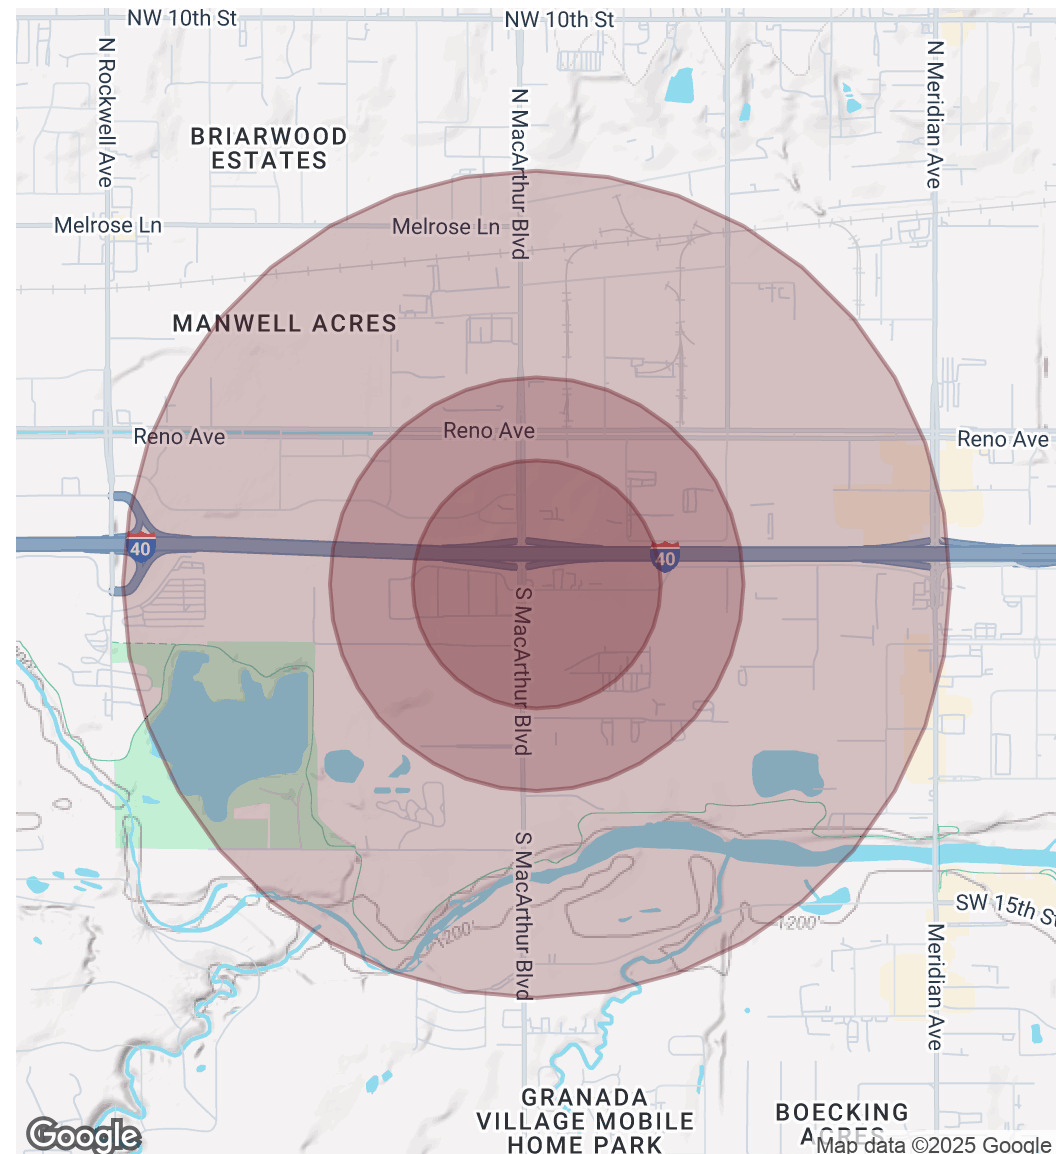 NW 10th St
NW 10th St
N Rockwell Ave
N MacArthur Blvd
N Meridian Ave
BRIARWOOD
ESTATES
Melrose Ln
Melrose Ln
MANWELL ACRES
Reno Ave
Reno Ave
Reno Ave
40
40
S MacArthur Blvd
S MacArthur Blvd
SW 15th St
1200'
1200'
Meridian Ave
GRANADA
VILLAGE MOBILE
HOME PARK
BOECKING
ACRES
Google
Map data ©2025 Google